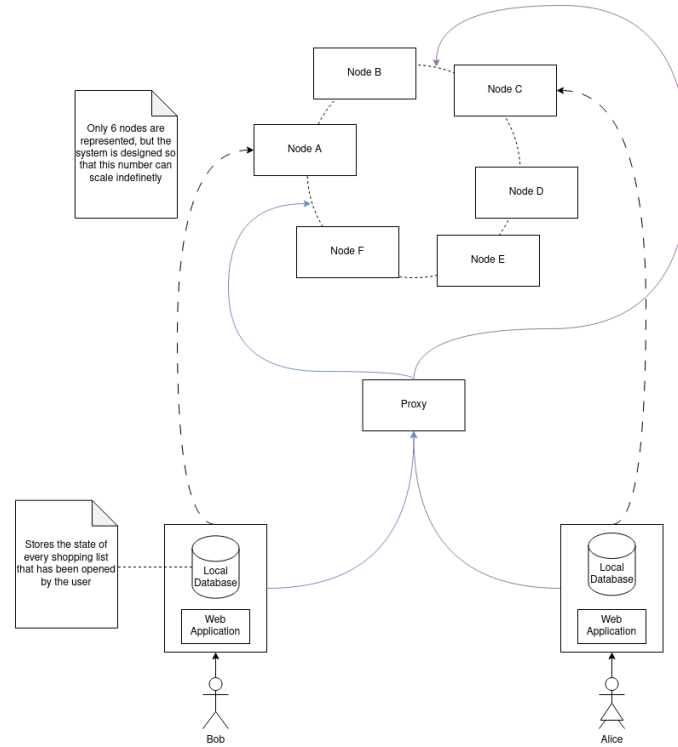 Node B
Node C
Only 6 nodes are
represented, but the
system is designed so
that this number can
scale indefinetly
Node A
Node D
Node F
Node E
Proxy
Stores the state of
every shopping list
that has been opened
by the user
Local
Database
Web
Application
Local
Database
Web
Application
Bob
Alice